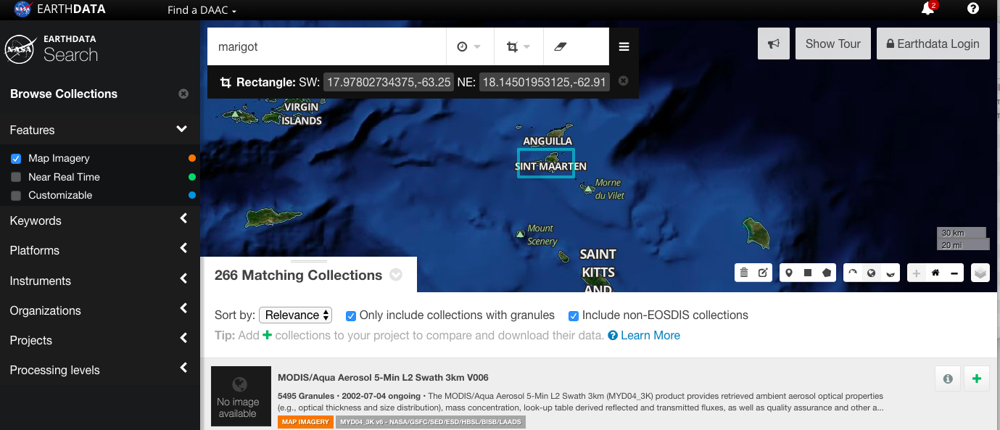 NASA EARTHDATA
Find a DAAC
2
NASA
EARTHDATA
Search
Browse Collections
Features
Map Imagery
Near Real Time
Customizable
Keywords
Platforms
Instruments
Organizations
Projects
Processing levels
marigot
Rectangle: SW: 17.97802734375,-63.25 NE: 18.14501953125,-62.91
Show Tour
Earthdata Login
VIRGIN
ISLANDS
ANGUILLA
SINT MAARTEN
Morne
du Vilet
Mount
Scenery
SAINT
KITTS
AND
30 km
20 mi
266 Matching Collections
Sort by: Relevance Only include collections with granules Include non-EOSDIS collections
Tip: Add + collections to your project to compare and download their data. Learn More
No image
available
MODIS/Aqua Aerosol 5-Min L2 Swath 3km V006
5495 Granules • 2002-07-04 ongoing • The MODIS/Aqua Aerosol 5-Min L2 Swath 3km (MYD04_3K) product provides retrieved ambient aerosol optical properties
(e.g., optical thickness and size distribution), mass concentration, look-up table derived reflected and transmitted fluxes, as well as quality assurance and other a...
MAP IMAGERY MYD04_3K v6 - NASA/GSFC/SED/ESD/HBSL/BISB/LAADS